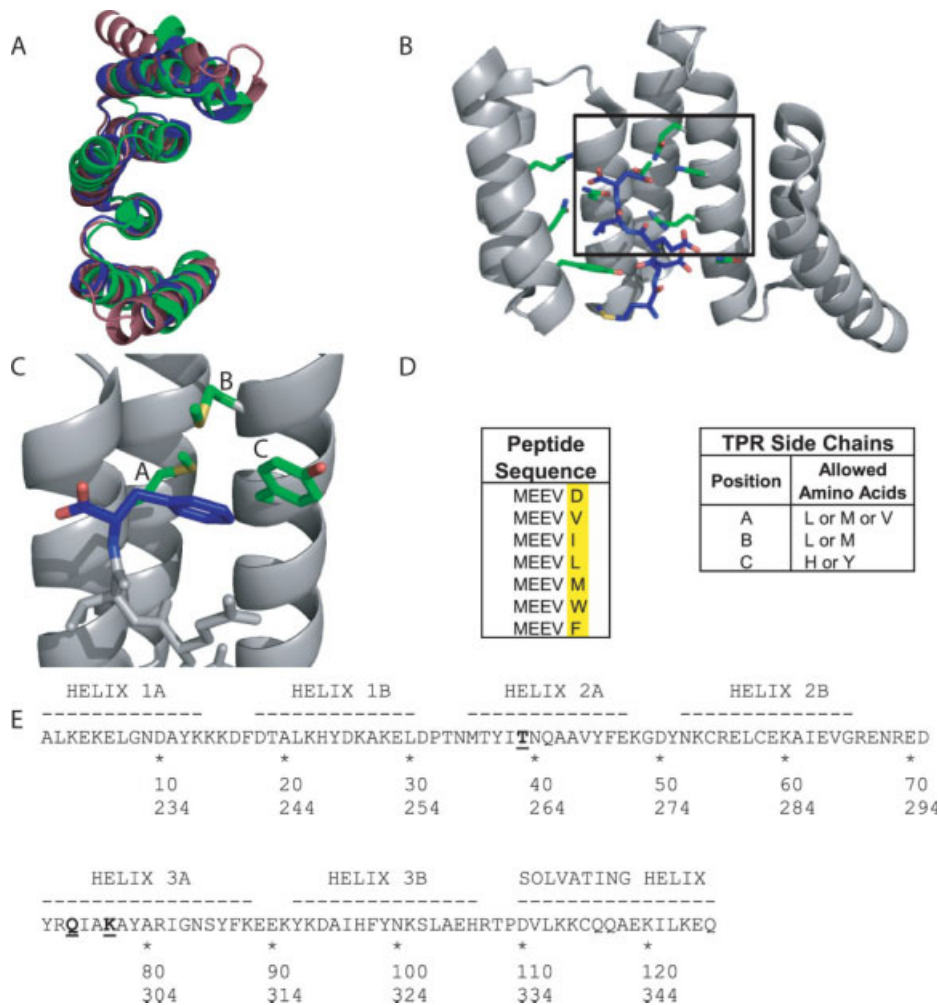 A
B
C
D
B
C
A
Peptide Sequence
MEEV D
MEEV V
MEEV I
MEEV L
MEEV M
MEEV W
MEEV F
TPR Side Chains
Position Allowed Amino Acids
A L or M or V
B L or M
C H or Y
E
HELIX 1A HELIX 1B HELIX 2A HELIX 2B
------------- ------------- ------------- --------------
ALKEKELGNDAYKKKDFDTALKHYDKAKELDPTNMTYITNQAAVYFEKGDYNKCRELCEKAIEVGRENRED
* * * * * * *
10 20 30 40 50 60 70
234 244 254 264 274 284 294
HELIX 3A HELIX 3B SOLVATING HELIX
----------------- --------------- ----------------
YRQIAKAYARIGNSYFKEEKYKDAIHFYNKSLAEHRTPDVLKKCQQAEKILKEQ
* * * * *
80 90 100 110 120
304 314 324 334 344